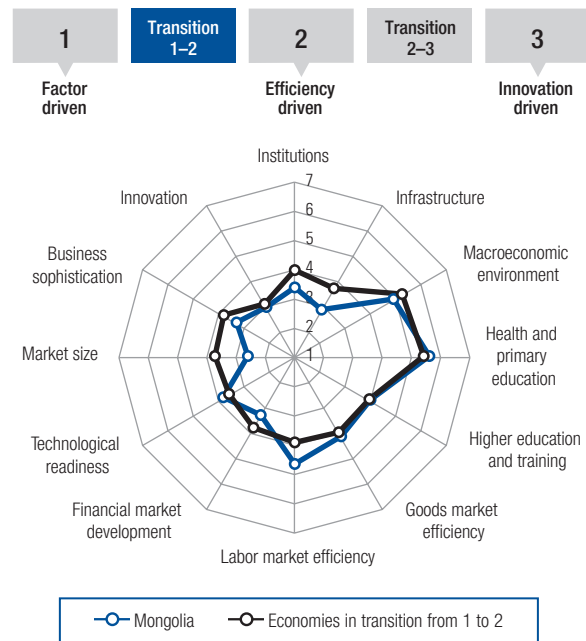 1
Transition
1–2
2
Transition
2–3
3
Factor
driven
Efficiency
driven
Innovation
driven
Institutions
7
Innovation
6
Infrastructure
5
Business
sophistication
4
Macroeconomic
environment
3
2
Market size
1
Health and
primary
education
Technological
readiness
Higher education
and training
Financial market
development
Goods market
efficiency
Labor market efficiency
Mongolia
Economies in transition from 1 to 2